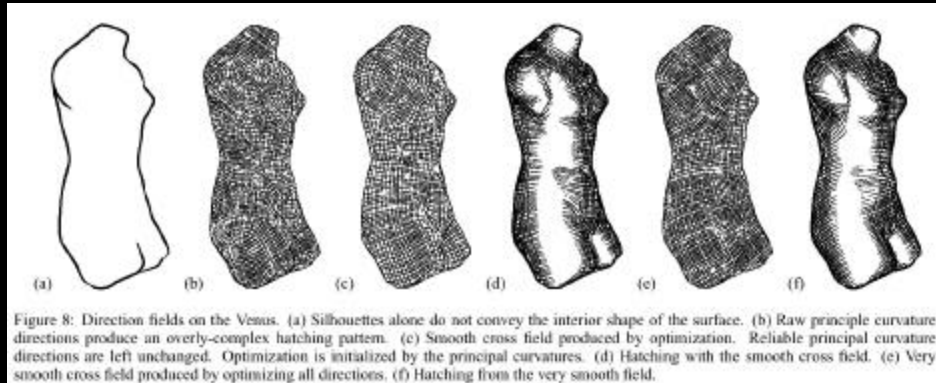 (a) (b) (c) (d) (e) (f)
Figure 8: Direction fields on the Venus. (a) Silhouettes alone do not convey the interior shape of the surface. (b) Raw principle curvature
directions produce an overly-complex hatching pattern. (c) Smooth cross field produced by optimization. Reliable principal curvature
directions are left unchanged. Optimization is initialized by the principal curvatures. (d) Hatching with the smooth cross field. (e) Very
smooth cross field produced by optimizing all directions. (f) Hatching from the very smooth field.